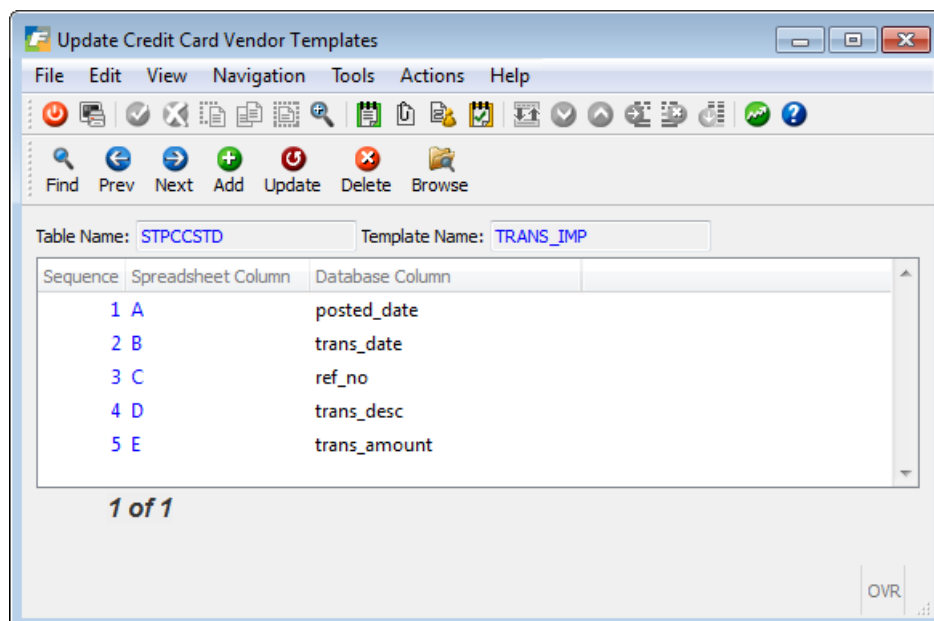 Update Credit Card Vendor Templates
File Edit View Navigation Tools Actions Help
Find Prev Next Add Update Delete Browse
Table Name: STPCCSTD Template Name: TRANS_IMP
Sequence Spreadsheet Column Database Column
1 A posted_date
2 B trans_date
3 C ref_no
4 D trans_desc
5 E trans_amount
1 of 1
OVR